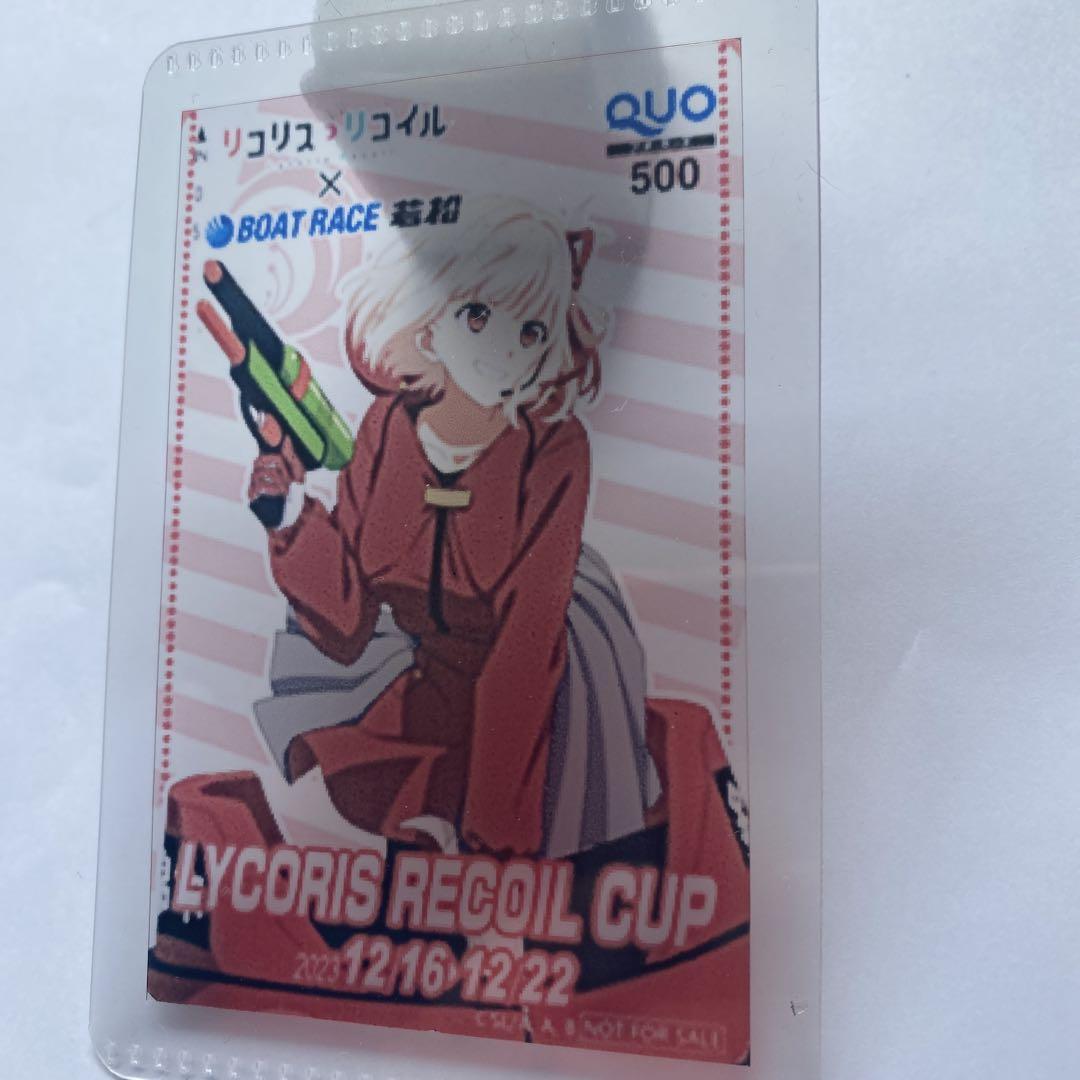 リコリス・リコイル
×
BOAT RACE 若松
QUO
500
LYCORIS RECOIL CUP
2023 12/16 12/22
NOT FOR SALE